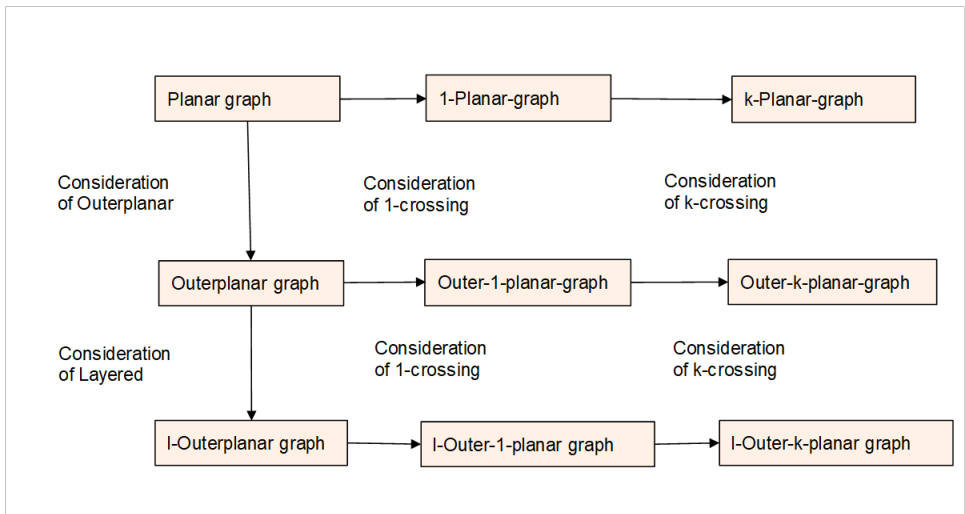 Planar graph
1-Planar-graph
k-Planar-graph
Consideration
of Outerplanar
Consideration
of 1-crossing
Consideration
of k-crossing
Outerplanar graph
Outer-1-planar-graph
Outer-k-planar-graph
Consideration
of Layered
Consideration
of 1-crossing
Consideration
of k-crossing
l-Outerplanar graph
l-Outer-1-planar graph
l-Outer-k-planar graph